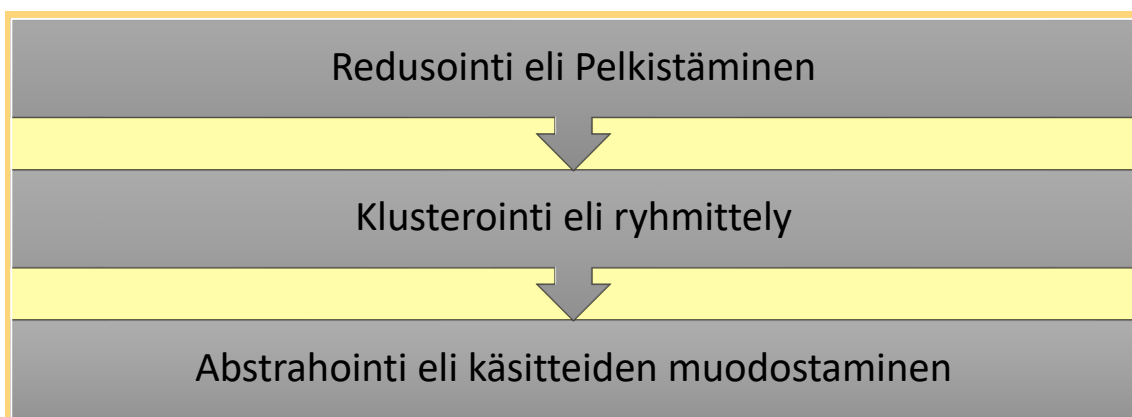 Redusointi eli Pelkistäminen
Klusterointi eli ryhmittely
Abstrahointi eli käsitteiden muodostaminen